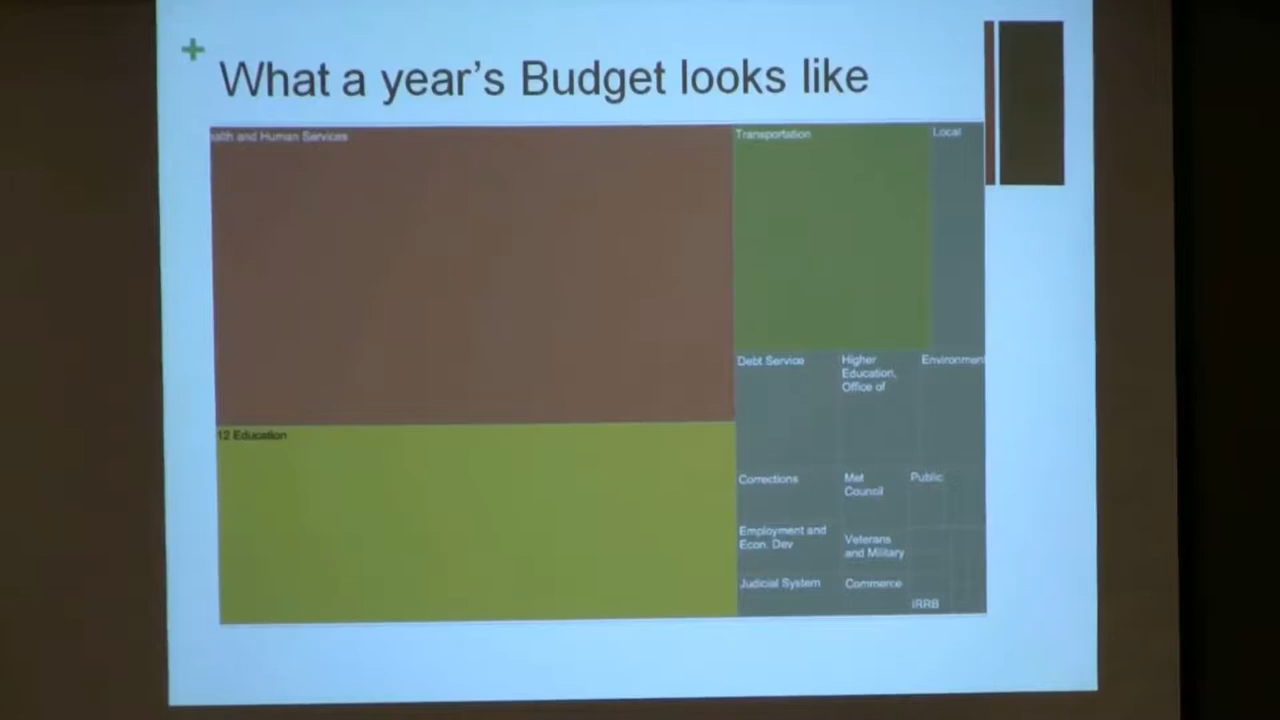 +
What a year's Budget looks like
alth and Human Services
Transportation
Local
Debt Service
Higher
Education,
Office of
Environment
12 Education
Corrections
Met
Council
Public
Employment and
Econ. Dev
Veterans
and Military
Judicial System
Commerce
IRRB